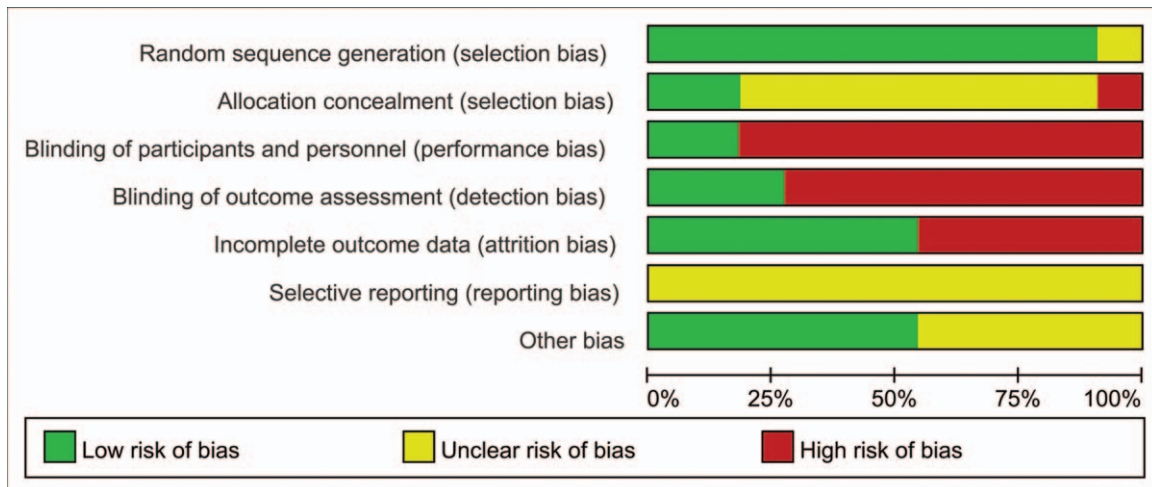 Random sequence generation (selection bias)
Allocation concealment (selection bias)
Blinding of participants and personnel (performance bias)
Blinding of outcome assessment (detection bias)
Incomplete outcome data (attrition bias)
Selective reporting (reporting bias)
Other bias
0% 25% 50% 75% 100%
Low risk of bias Unclear risk of bias High risk of bias